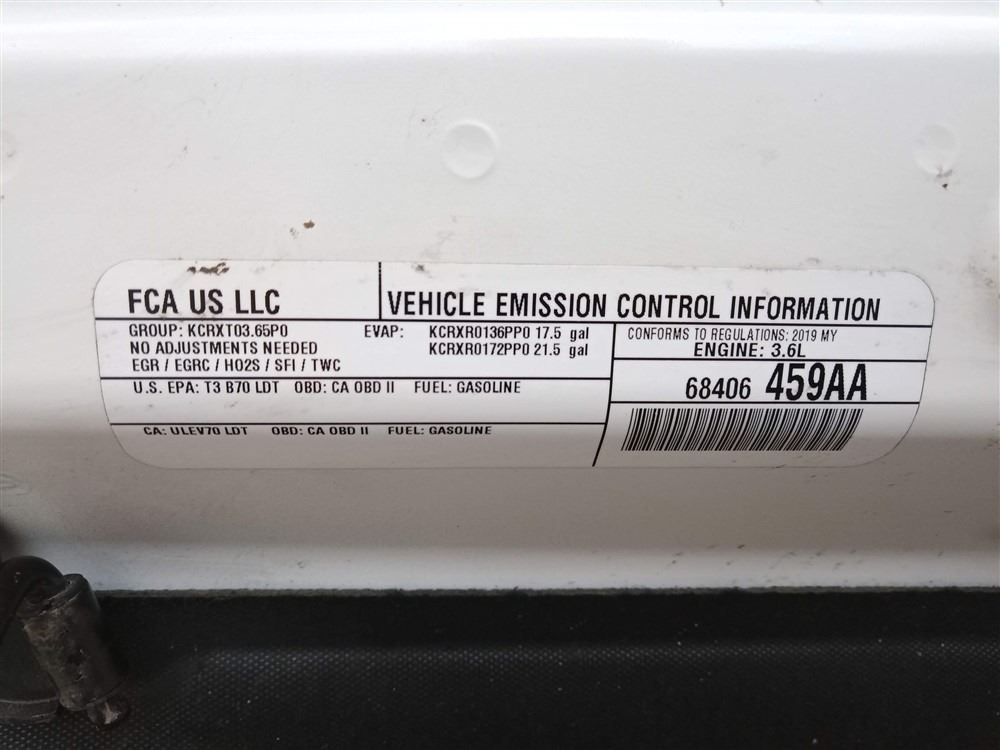 FCA US LLC
VEHICLE EMISSION CONTROL INFORMATION
GROUP: KCRXT03.65P0
NO ADJUSTMENTS NEEDED
EGR / EGRC / HO2S / SFI / TWC
EVAP: KCRXR0136PP0 17.5 gal
KCRXR0172PP0 21.5 gal
CONFORMS TO REGULATIONS: 2019 MY
ENGINE: 3.6L
U.S. EPA: T3 B70 LDT OBD: CA OBD II FUEL: GASOLINE
68406 459AA
CA: ULEV70 LDT OBD: CA OBD II FUEL: GASOLINE